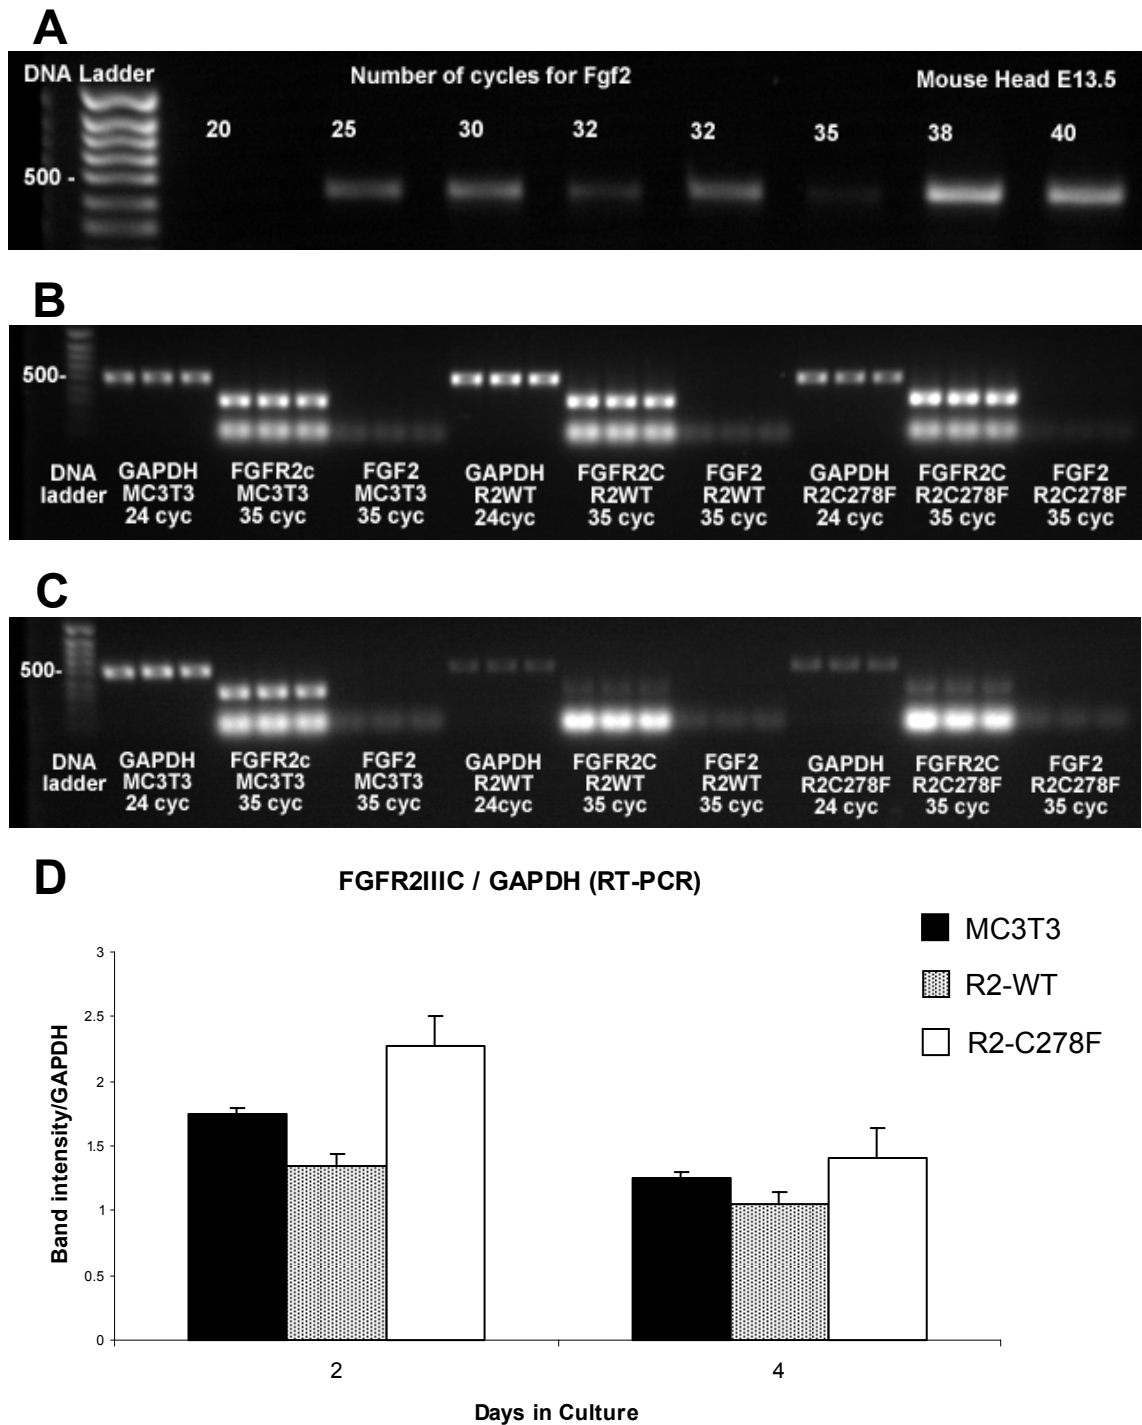 A
DNA Ladder Number of cycles for Fgf2 Mouse Head E13.5
20 25 30 32 32 35 38 40
500 -
B
500-
DNA ladder
GAPDH MC3T3 24 cyc
FGFR2c MC3T3 35 cyc
FGF2 MC3T3 35 cyc
GAPDH R2WT 24cyc
FGFR2C R2WT 35 cyc
FGF2 R2WT 35 cyc
GAPDH R2C278F 24 cyc
FGFR2C R2C278F 35 cyc
FGF2 R2C278F 35 cyc
C
500-
DNA ladder
GAPDH MC3T3 24 cyc
FGFR2c MC3T3 35 cyc
FGF2 MC3T3 35 cyc
GAPDH R2WT 24cyc
FGFR2C R2WT 35 cyc
FGF2 R2WT 35 cyc
GAPDH R2C278F 24 cyc
FGFR2C R2C278F 35 cyc
FGF2 R2C278F 35 cyc
D
FGFR2IIIC / GAPDH (RT-PCR)
MC3T3
R2-WT
R2-C278F
Band intensity/GAPDH
3
2.5
2
1.5
1
0.5
0
2 4
Days in Culture